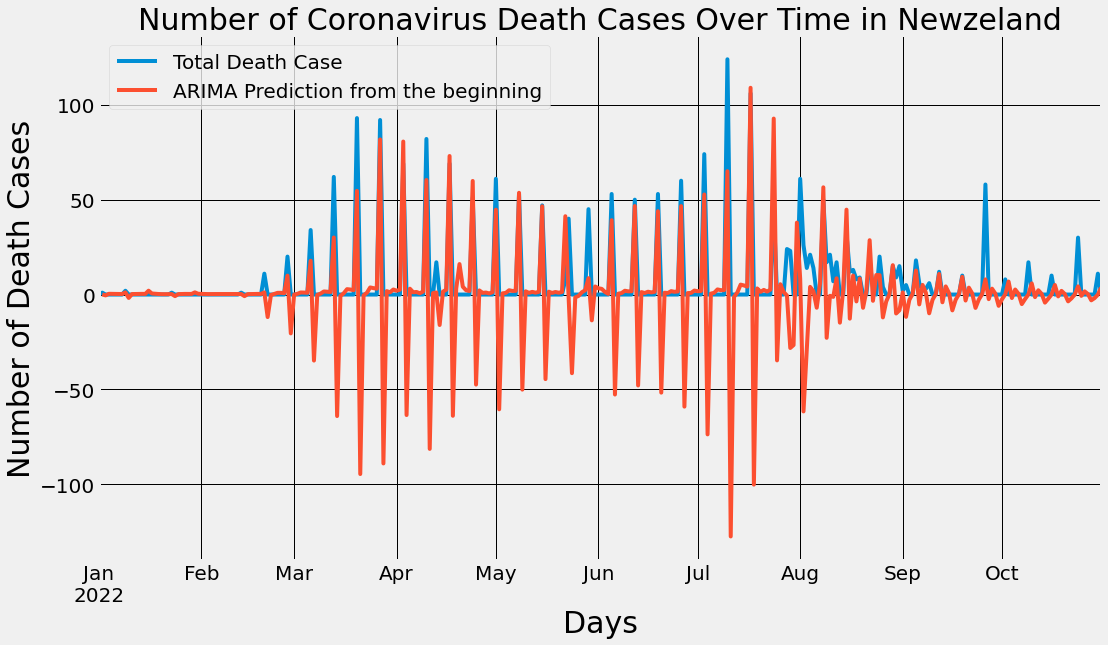 Number of Coronavirus Death Cases Over Time in Newzeland
Total Death Case
ARIMA Prediction from the beginning
Number of Death Cases
100
50
0
−50
−100
Jan Feb Mar Apr May Jun Jul Aug Sep Oct
2022
Days